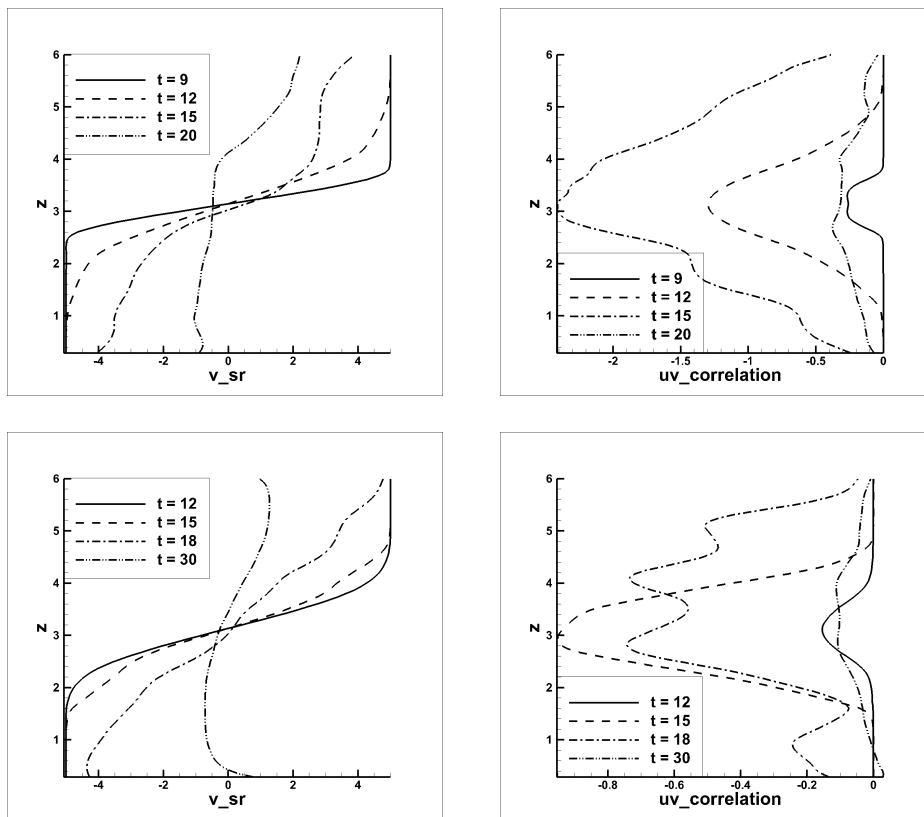 6
5
4
3
2
1
z
t = 9
t = 12
t = 15
t = 20
-4 -2 0 2 4
v_sr
6
5
4
3
2
1
z
t = 9
t = 12
t = 15
t = 20
-2 -1.5 -1 -0.5 0
uv_correlation
6
5
4
3
2
1
z
t = 12
t = 15
t = 18
t = 30
-4 -2 0 2 4
v_sr
6
5
4
3
2
1
z
t = 12
t = 15
t = 18
t = 30
-0.8 -0.6 -0.4 -0.2 0
uv_correlation